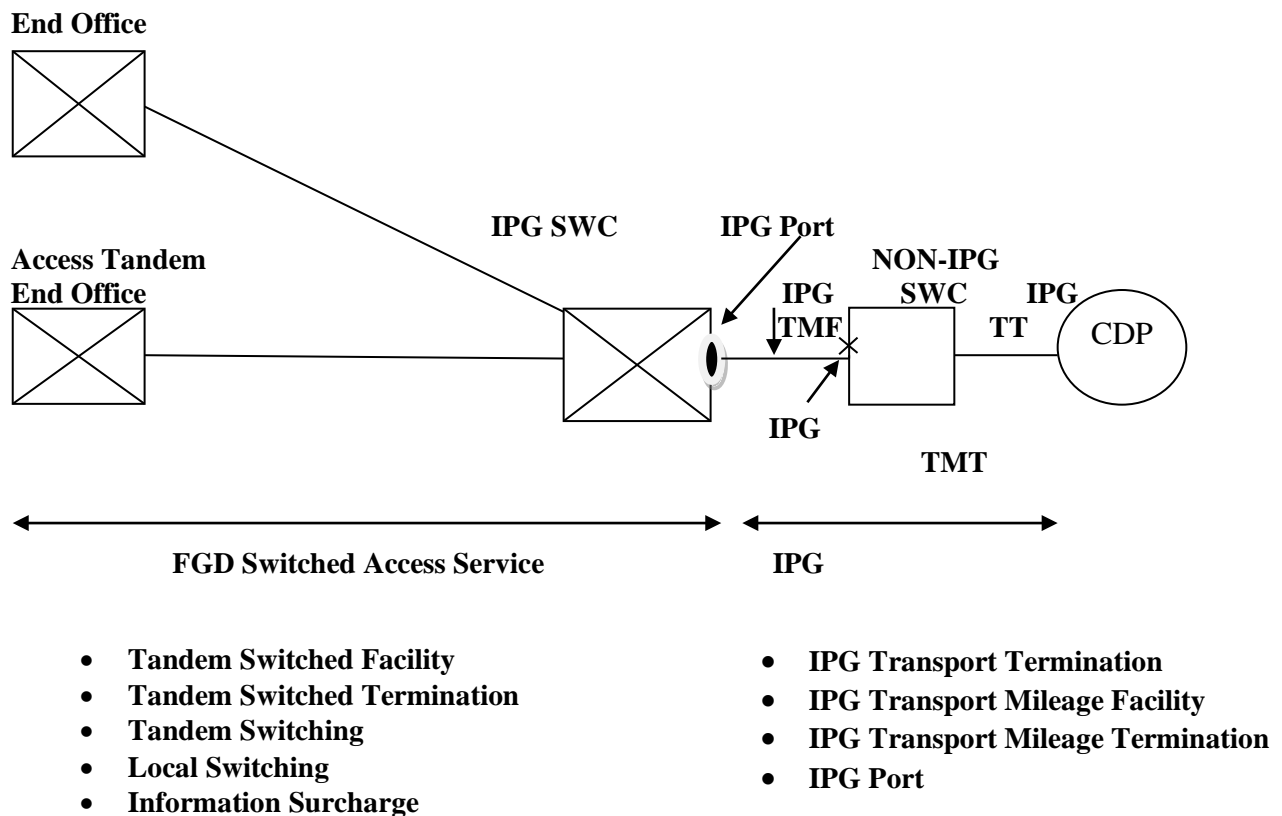 End Office
IPG SWC
IPG Port
Access Tandem
End Office
NON-IPG
SWC
IPG
TMF
IPG
TT
CDP
IPG
TMT
FGD Switched Access Service
IPG
• Tandem Switched Facility
• Tandem Switched Termination
• Tandem Switching
• Local Switching
• Information Surcharge
• IPG Transport Termination
• IPG Transport Mileage Facility
• IPG Transport Mileage Termination
• IPG Port